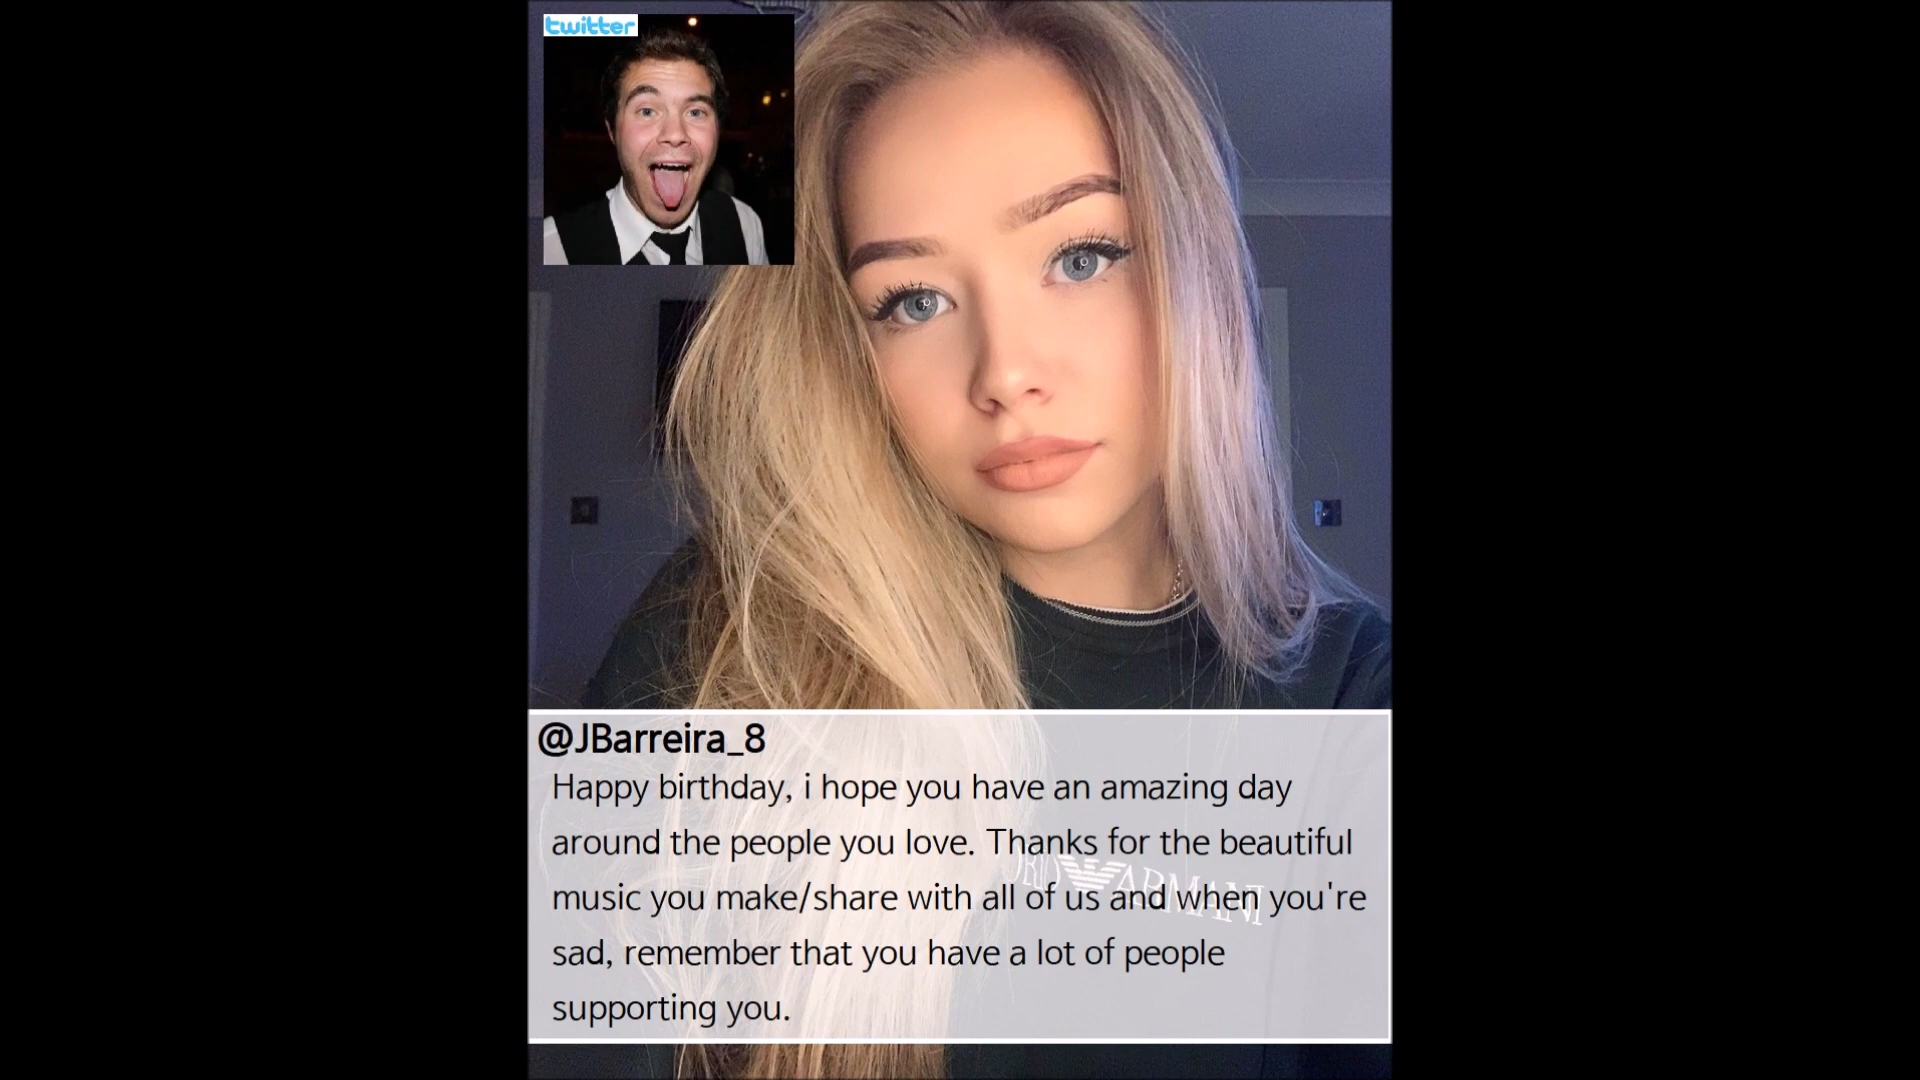 twitter
@JBarreira_8
Happy birthday, i hope you have an amazing day
around the people you love. Thanks for the beautiful
music you make/share with all of us and when you're
sad, remember that you have a lot of people
supporting you.
ARMANI